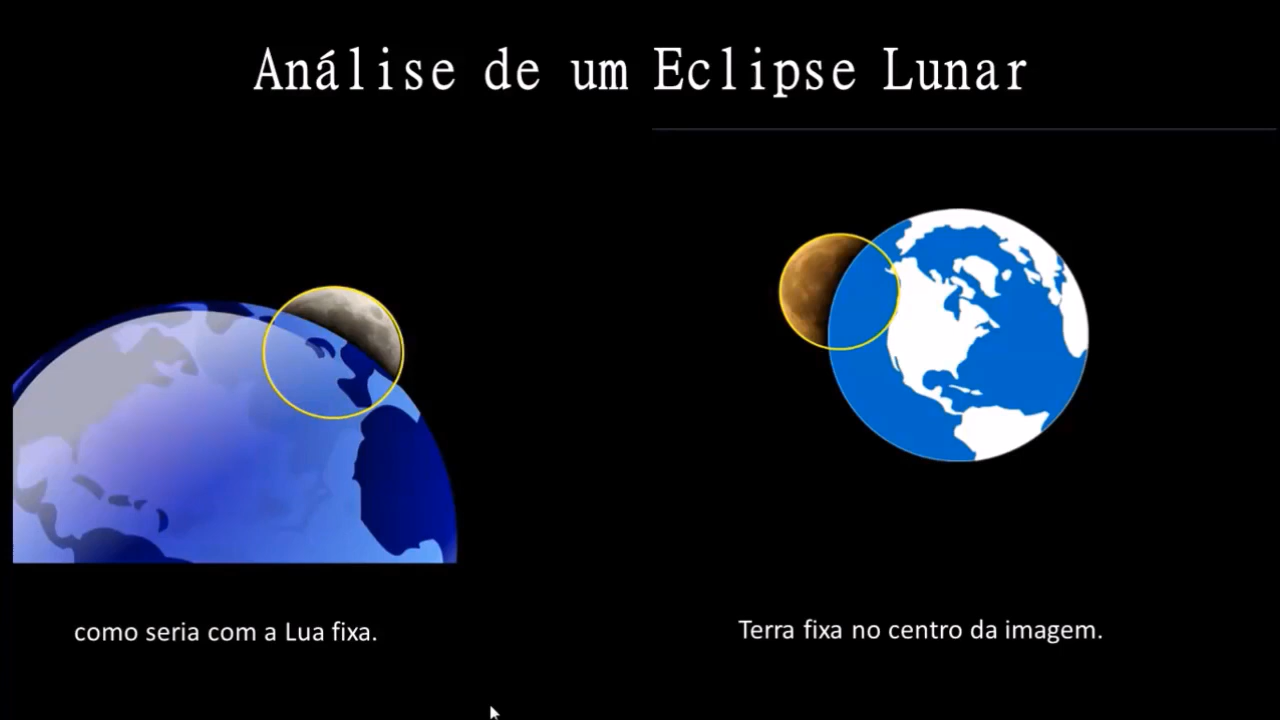 Análise de um Eclipse Lunar
como seria com a Lua fixa.
Terra fixa no centro da imagem.